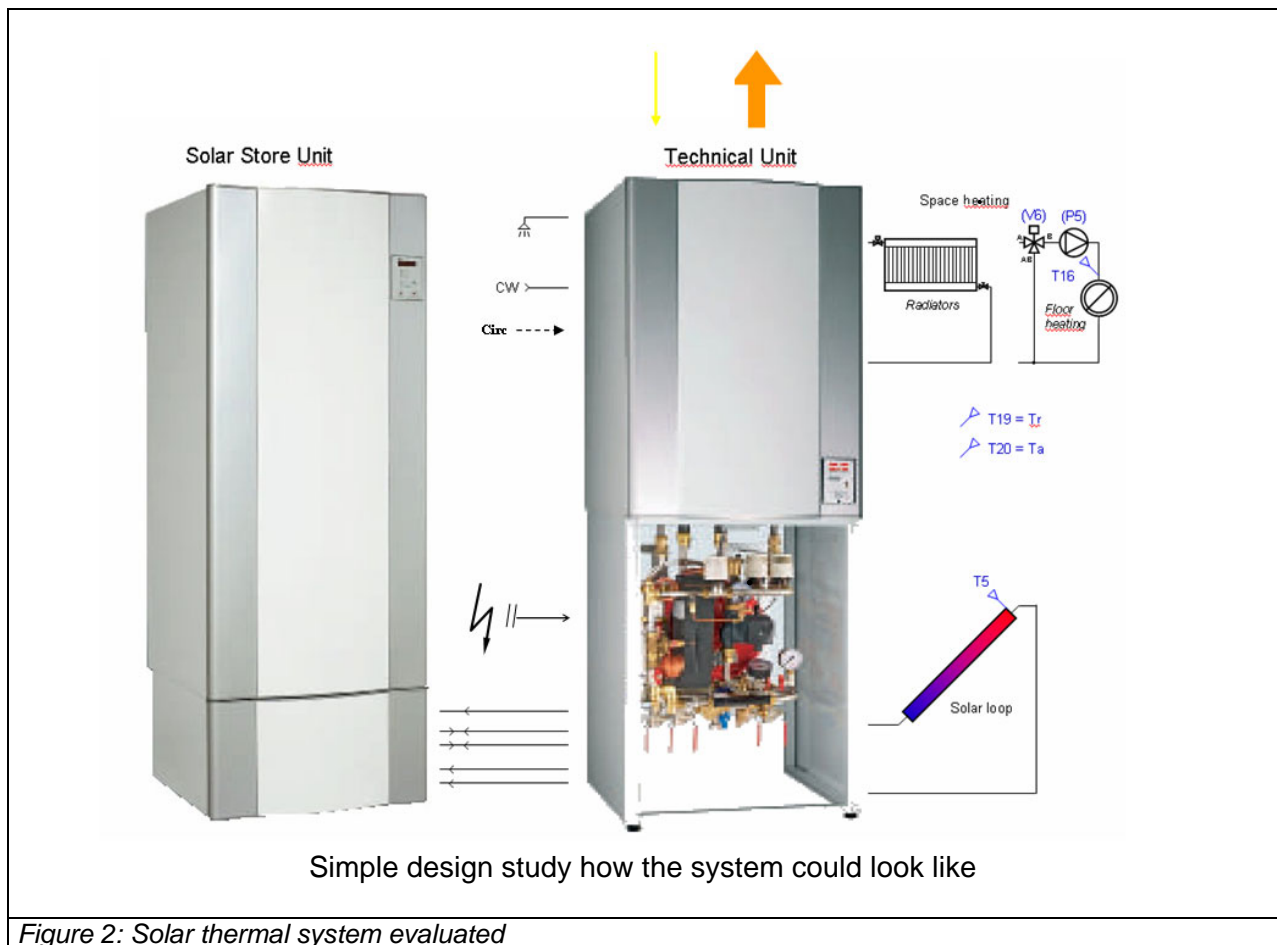 Solar Store Unit
Technical Unit
Space heating
(V6)
(P5)
A
B
AB
T16
CW
Circ
Radiators
Floor
heating
T19 = Tr
T20 = Ta
T5
Solar loop
Simple design study how the system could look like
Figure 2: Solar thermal system evaluated